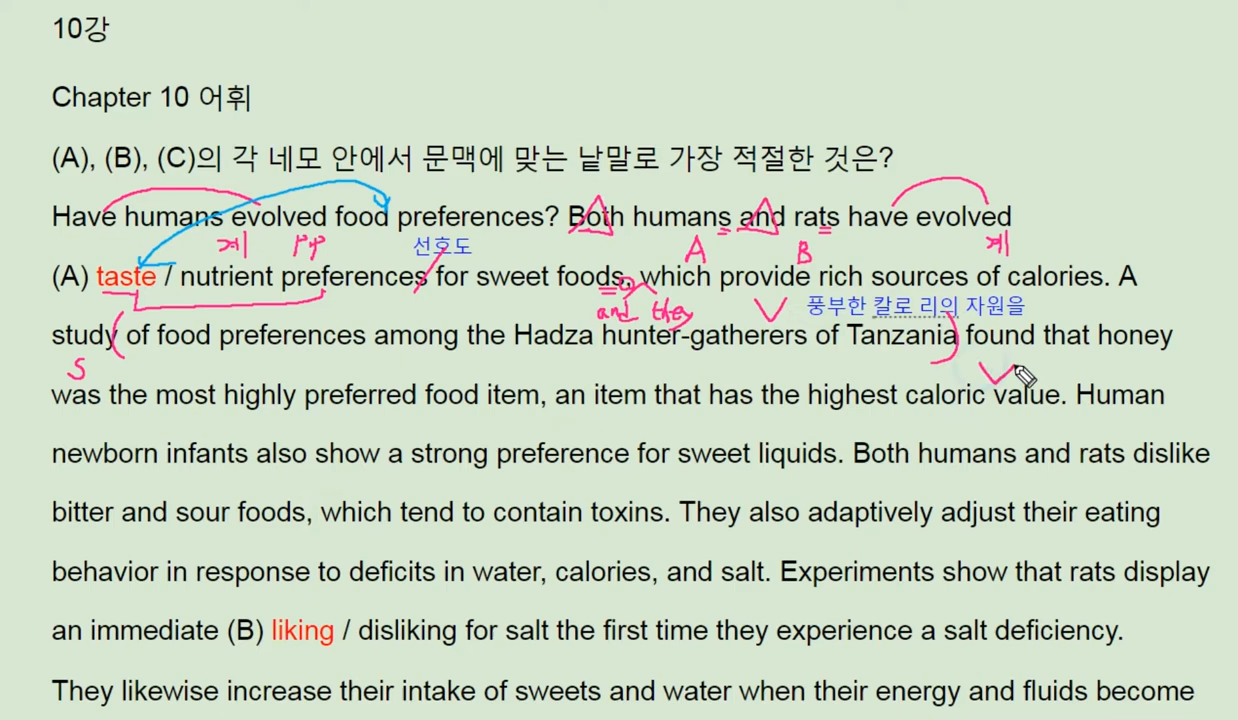 10강
Chapter 10 어휘
(A), (B), (C)의 각 네모 안에서 문맥에 맞는 낱말로 가장 적절한 것은?
Have humans evolved food preferences? Both humans and rats have evolved
계 pp 선호도 A B 계
(A) taste / nutrient preferences for sweet foods, which provide rich sources of calories. A
and they 풍부한 칼로 리의 자원을
study of food preferences among the Hadza hunter-gatherers of Tanzania found that honey
S
was the most highly preferred food item, an item that has the highest caloric value. Human
newborn infants also show a strong preference for sweet liquids. Both humans and rats dislike
bitter and sour foods, which tend to contain toxins. They also adaptively adjust their eating
behavior in response to deficits in water, calories, and salt. Experiments show that rats display
an immediate (B) liking / disliking for salt the first time they experience a salt deficiency.
They likewise increase their intake of sweets and water when their energy and fluids become